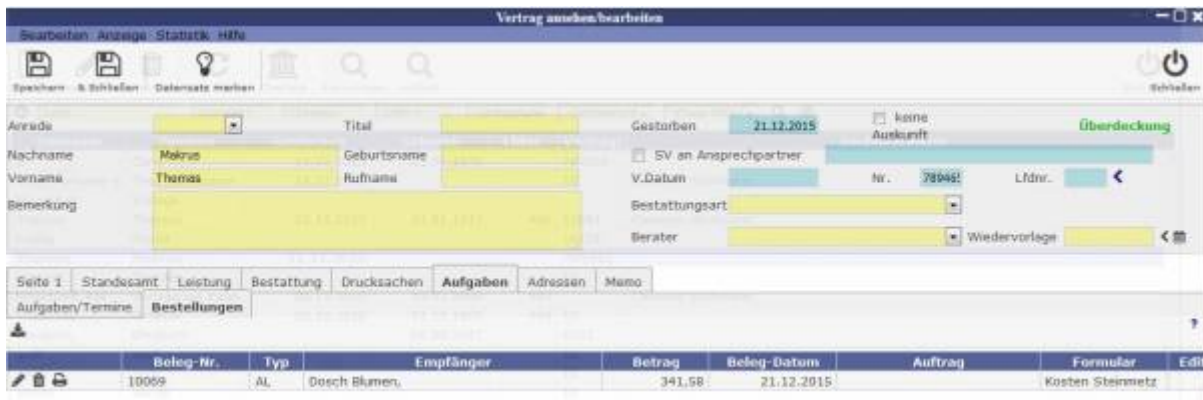 Vertrag ansehen/bearbeiten
Bearbeiten Anzeige Statistik Hilfe
Speichern & Schließen Datensatz merken Schließen
Anrede Titel Gestorben 21.12.2015 keine Auskunft Überdeckung
Nachname Makrus Geburtsname SV an Ansprechpartner
Vorname Thomas Rufname V.Datum Nr. Lfdnr.
Bemerkung Bestattungsart
Berater Wiedervorlage
Seite 1 Standesamt Leistung Bestattung Drucksachen Aufgaben Adressen Memo
Aufgaben/Termine Bestellungen
?
Beleg-Nr. Typ Empfänger Betrag Beleg-Datum Auftrag Formular Edit
10069 AL Dosch Blumen, 341,58 21.12.2015 Kosten Steinmetz